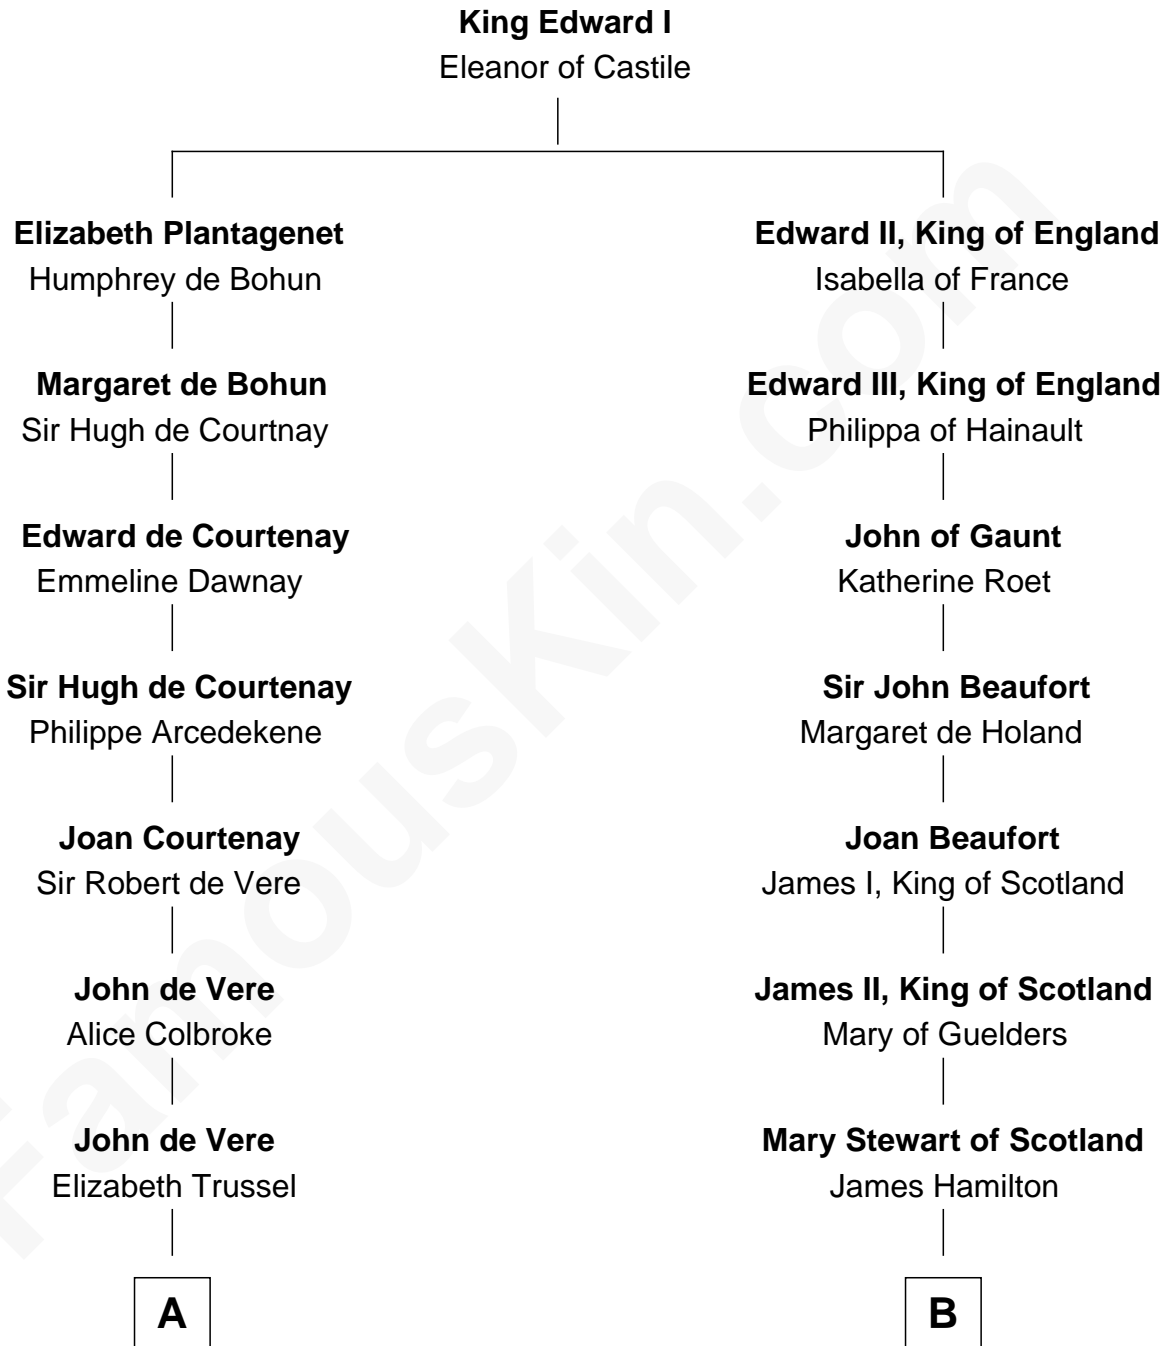 King Edward I
Eleanor of Castile
Elizabeth Plantagenet
Humphrey de Bohun
Edward II, King of England
Isabella of France
Margaret de Bohun
Sir Hugh de Courtnay
Edward III, King of England
Philippa of Hainault
Edward de Courtenay
Emmeline Dawnay
John of Gaunt
Katherine Roet
Sir Hugh de Courtenay
Philippe Arcedekene
Sir John Beaufort
Margaret de Holand
Joan Courtenay
Sir Robert de Vere
Joan Beaufort
James I, King of Scotland
John de Vere
Alice Colbroke
James II, King of Scotland
Mary of Guelders
John de Vere
Elizabeth Trussel
Mary Stewart of Scotland
James Hamilton
A
B
FamousKin.com